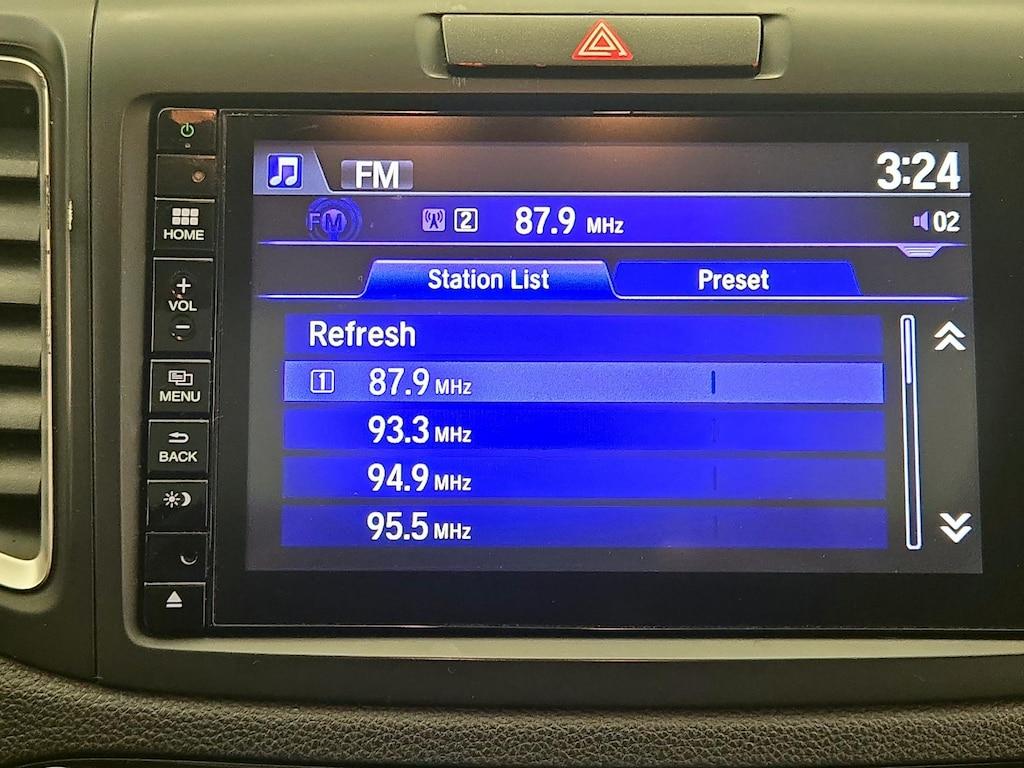 FM
3:24
FM
2
87.9 MHz
02
Station List
Preset
Refresh
1 87.9 MHz
93.3 MHz
94.9 MHz
95.5 MHz
HOME
+
VOL
−
MENU
BACK